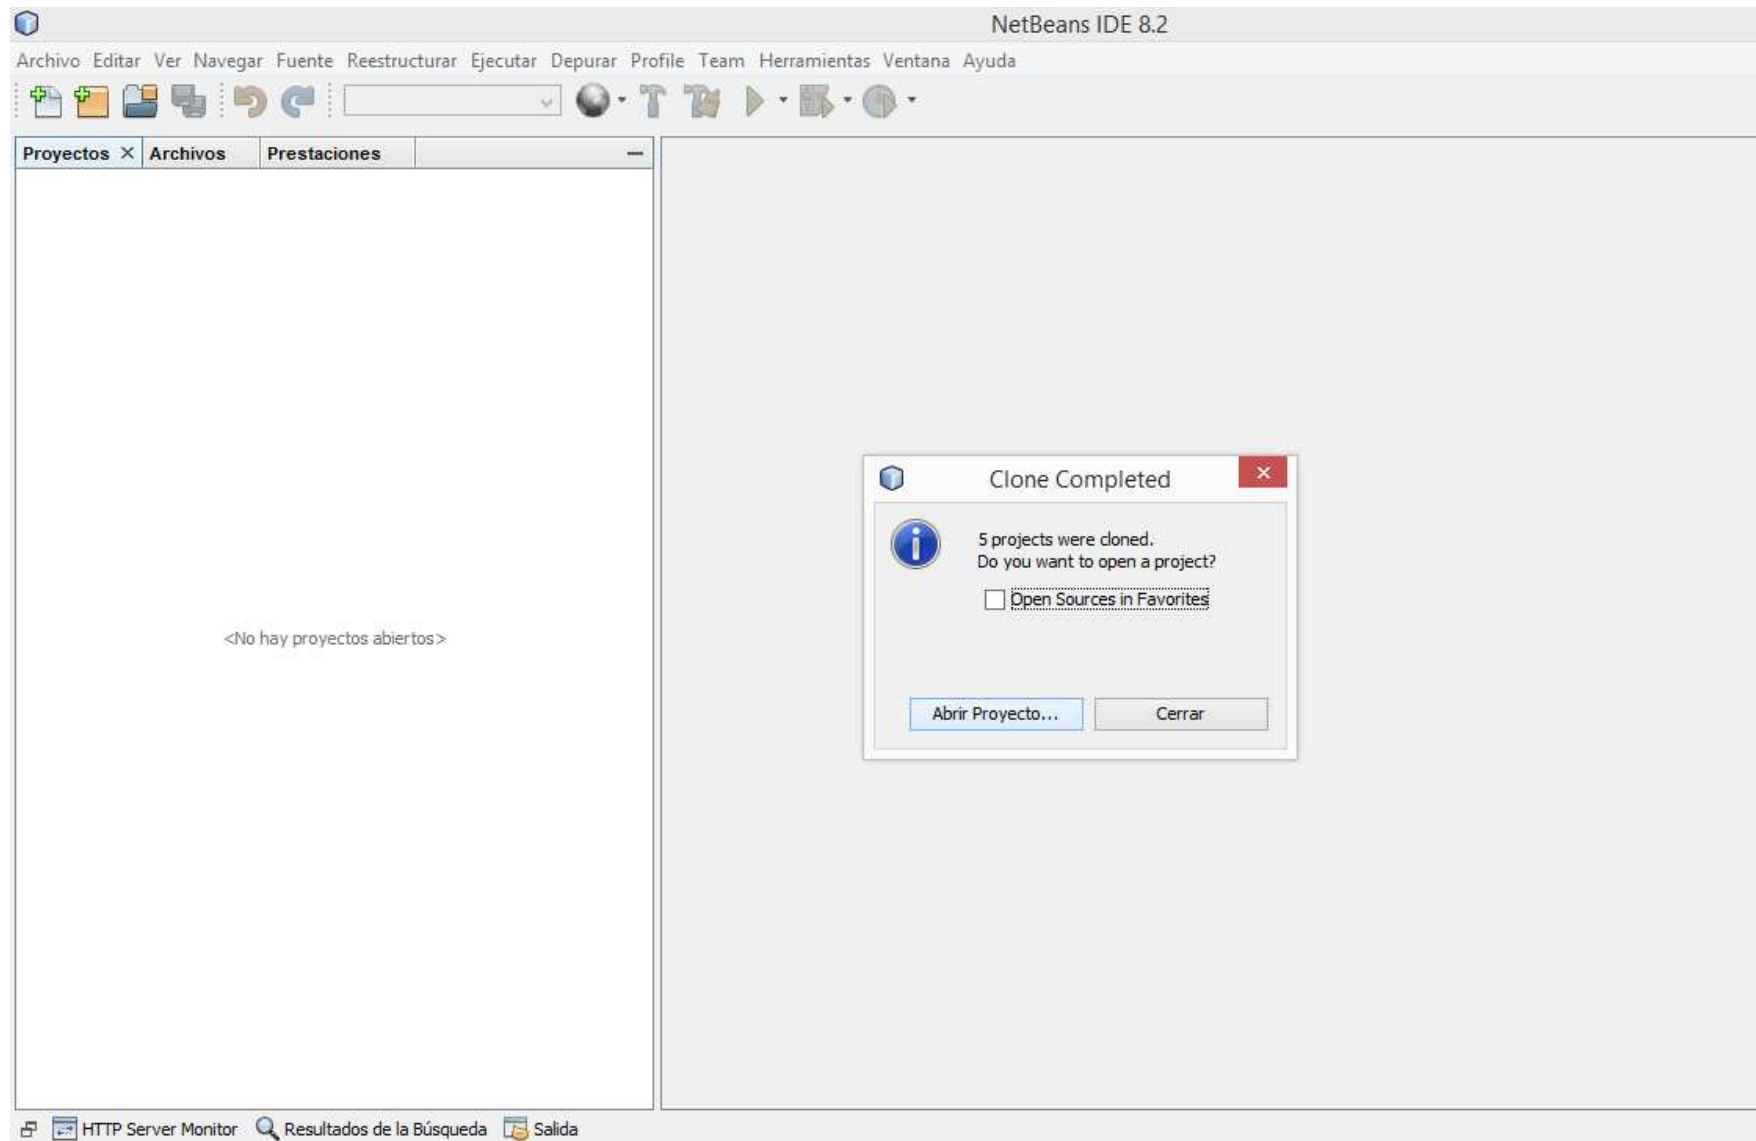 NetBeans IDE 8.2
Archivo Editar Ver Navegar Fuente Reestructurar Ejecutar Depurar Profile Team Herramientas Ventana Ayuda
Proyectos Archivos Prestaciones
<No hay proyectos abiertos>
Clone Completed
5 projects were cloned.
Do you want to open a project?
Open Sources in Favorites
Abrir Proyecto... Cerrar
HTTP Server Monitor Resultados de la Búsqueda Salida